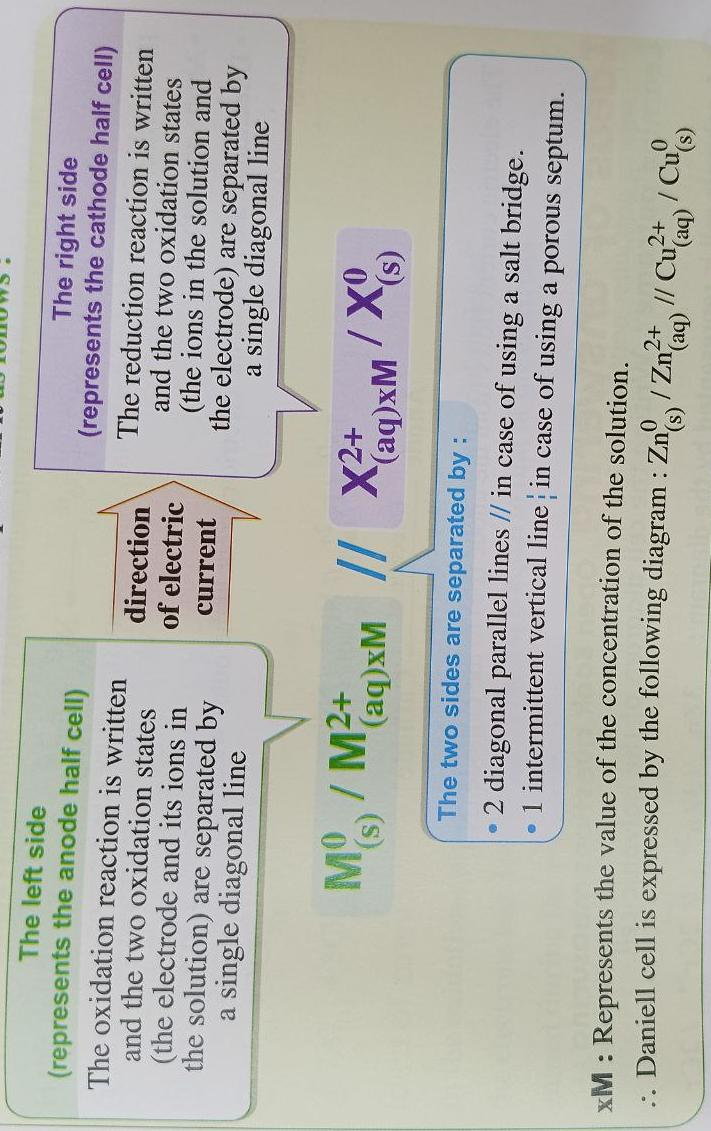 The left side
(represents the anode half cell)
The oxidation reaction is written
and the two oxidation states
(the electrode and its ions in
the solution) are separated by
a single diagonal line
direction
of electric
current
The right side
(represents the cathode half cell)
The reduction reaction is written
and the two oxidation states
(the ions in the solution and
the electrode) are separated by
a single diagonal line
M⁰(s) / M²⁺(aq)xM // X²⁺(aq)xM / X⁰(s)
The two sides are separated by :
• 2 diagonal parallel lines // in case of using a salt bridge.
• 1 intermittent vertical line ¦ in case of using a porous septum.
xM : Represents the value of the concentration of the solution.
∴ Daniell cell is expressed by the following diagram : Zn⁰(s) / Zn²⁺(aq) // Cu²⁺(aq) / Cu⁰(s)